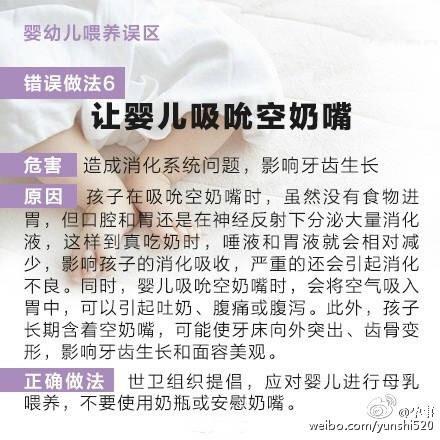 婴幼儿喂养误区
错误做法6
让婴儿吸吮空奶嘴
危害 造成消化系统问题，影响牙齿生长
原因 孩子在吸吮空奶嘴时，虽然没有食物进
胃，但口腔和胃还是在神经反射下分泌大量消化
液，这样到真吃奶时，唾液和胃液就会相对减
少，影响孩子的消化吸收，严重的还会引起消化
不良。同时，婴儿吸吮空奶嘴时，会将空气吸入
胃中，可以引起吐奶、腹痛或腹泻。此外，孩子
长期含着空奶嘴，可能使牙床向外突出、齿骨变
形，影响牙齿生长和面容美观。
正确做法 世卫组织提倡，应对婴儿进行母乳
喂养，不要使用奶瓶或安慰奶嘴。
@孕事
weibo.com/yunshi520